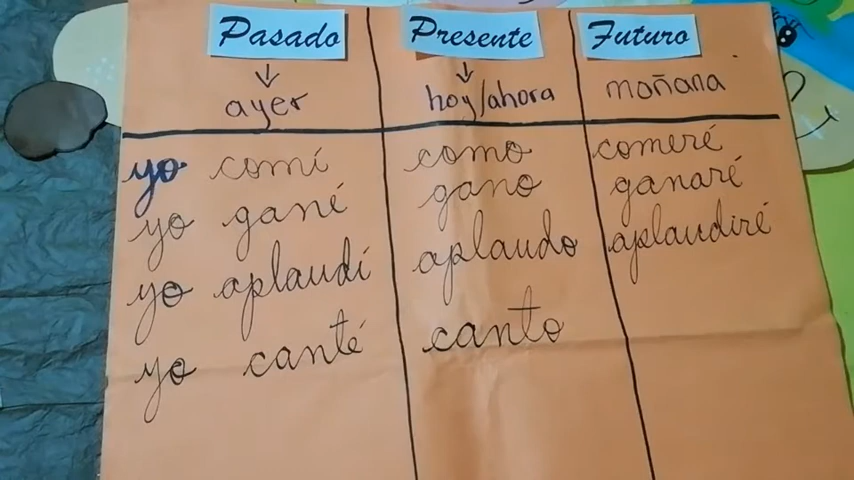 Pasado Presente Futuro
ayer hoy/ahora mañana
yo comí como comeré
yo gané gano ganaré
yo aplaudí aplaudo aplaudiré
yo canté canto